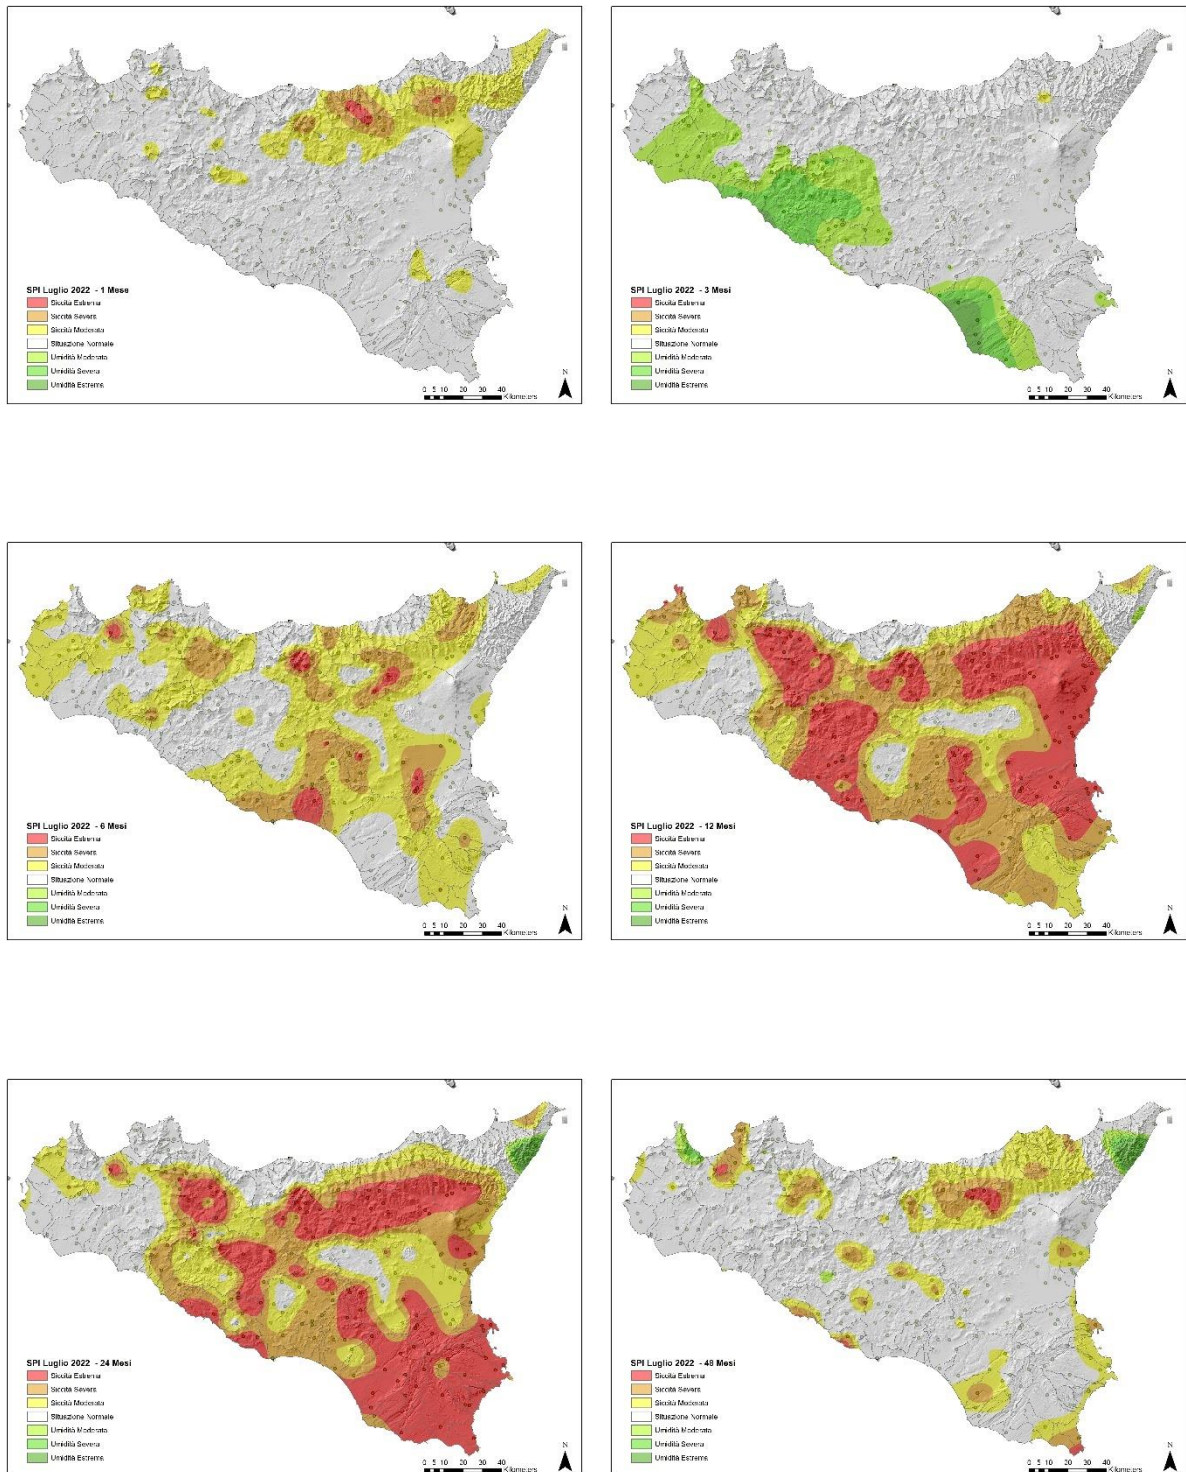 SPI Luglio 2022 - 1 Mese
Siccità Estrema
Siccità Severa
Siccità Moderata
Situazione Normale
Umidità Moderata
Umidità Severa
Umidità Estrema
N
0 5 10 20 30 40
Kilometers
SPI Luglio 2022 - 3 Mesi
Siccità Estrema
Siccità Severa
Siccità Moderata
Situazione Normale
Umidità Moderata
Umidità Severa
Umidità Estrema
N
0 5 10 20 30 40
Kilometers
SPI Luglio 2022 - 6 Mesi
Siccità Estrema
Siccità Severa
Siccità Moderata
Situazione Normale
Umidità Moderata
Umidità Severa
Umidità Estrema
N
0 5 10 20 30 40
Kilometers
SPI Luglio 2022 - 12 Mesi
Siccità Estrema
Siccità Severa
Siccità Moderata
Situazione Normale
Umidità Moderata
Umidità Severa
Umidità Estrema
N
0 5 10 20 30 40
Kilometers
SPI Luglio 2022 - 24 Mesi
Siccità Estrema
Siccità Severa
Siccità Moderata
Situazione Normale
Umidità Moderata
Umidità Severa
Umidità Estrema
N
0 5 10 20 30 40
Kilometers
SPI Luglio 2022 - 48 Mesi
Siccità Estrema
Siccità Severa
Siccità Moderata
Situazione Normale
Umidità Moderata
Umidità Severa
Umidità Estrema
N
0 5 10 20 30 40
Kilometers